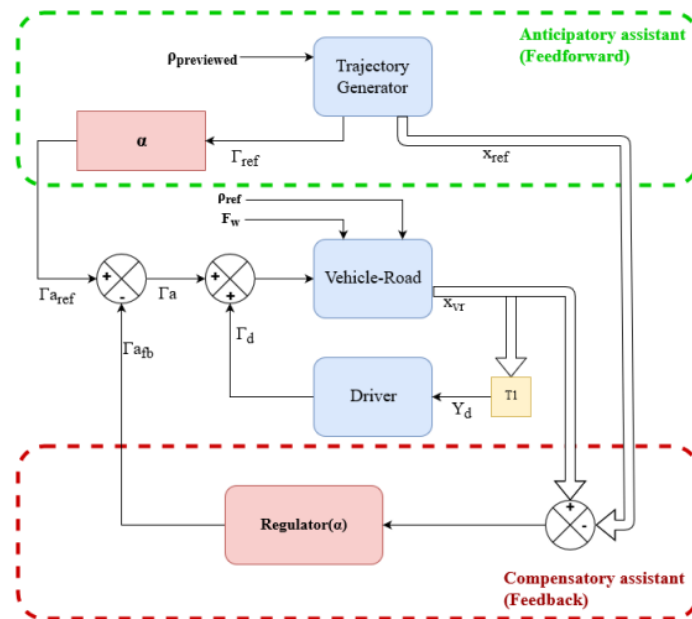 Anticipatory assistant
(Feedforward)
ρpreviewed
Trajectory
Generator
α
Γref
xref
ρref
Fw
+
-
Γaref
Γa
+
+
Vehicle-Road
xvr
Γafb
Γd
Driver
Yd
T1
+
-
Regulator(α)
Compensatory assistant
(Feedback)